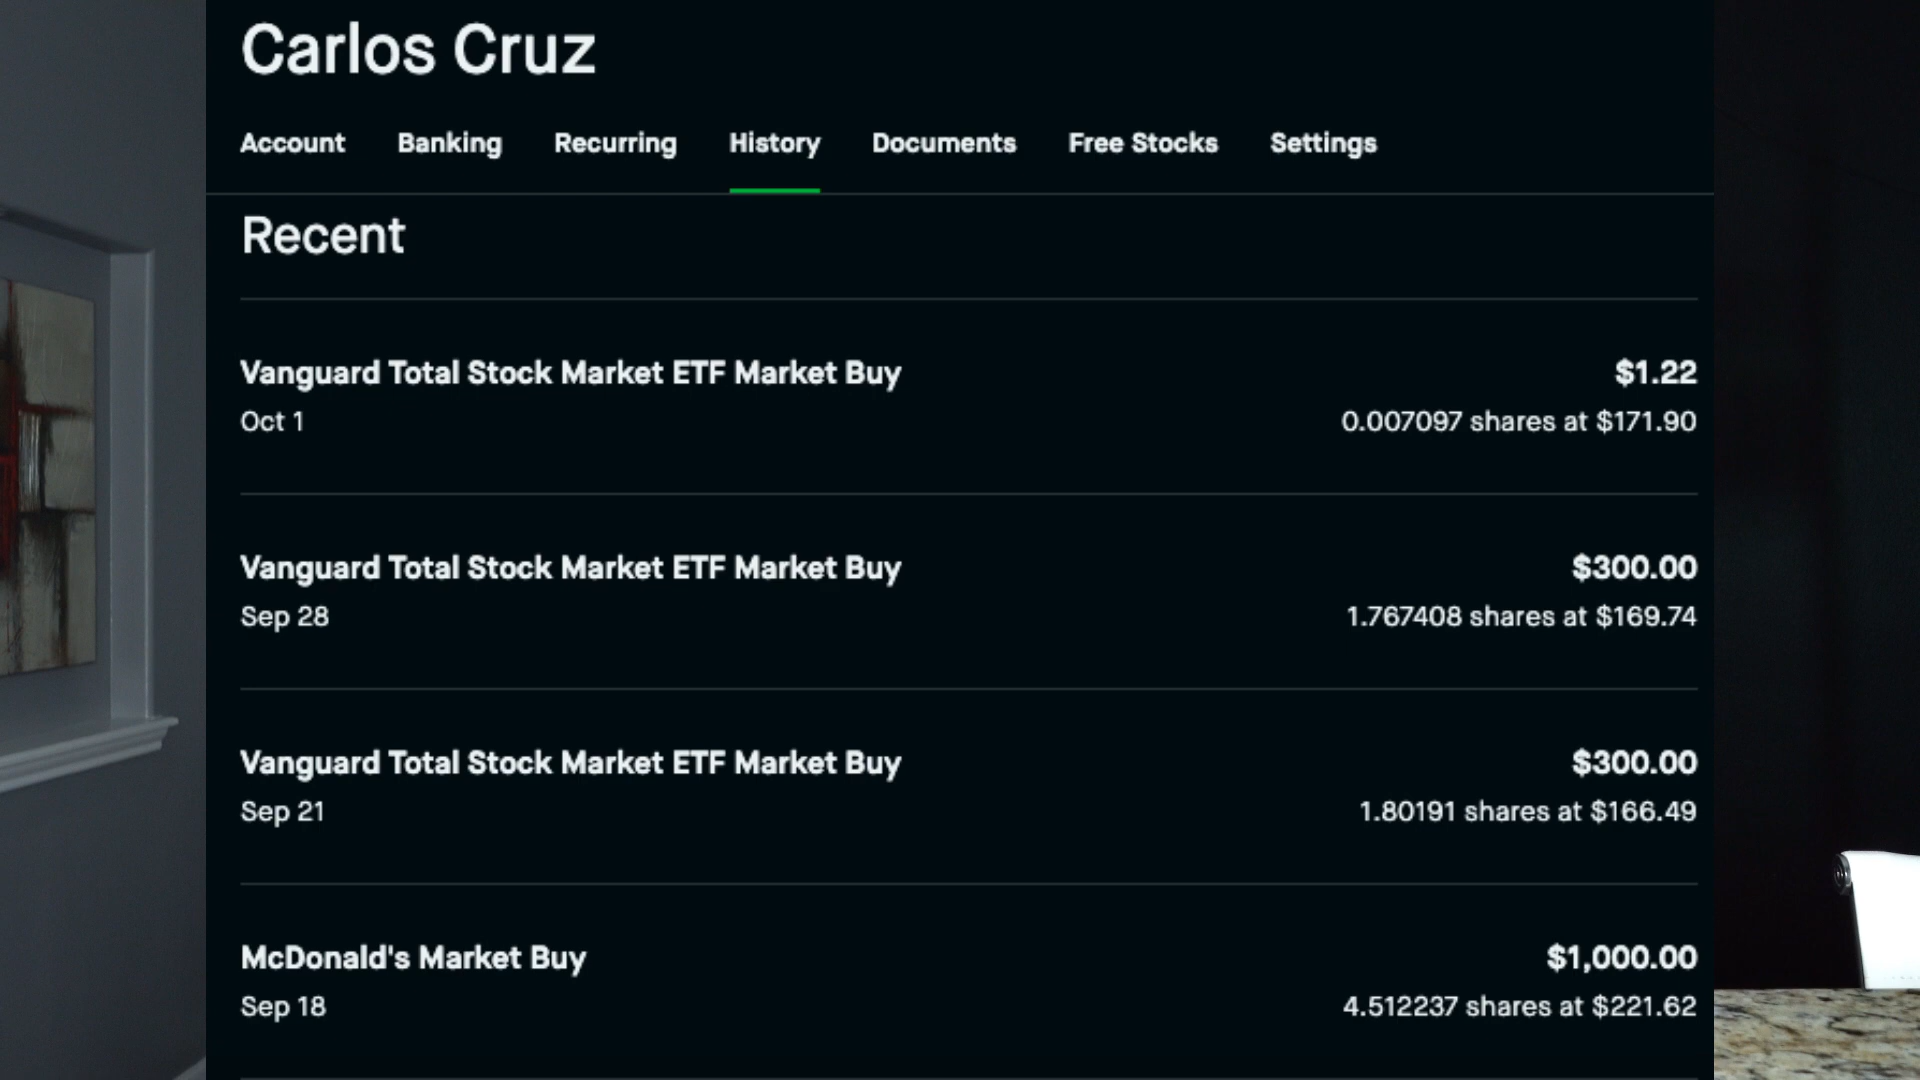 Carlos Cruz
Account Banking Recurring History Documents Free Stocks Settings
Recent
Vanguard Total Stock Market ETF Market Buy $1.22
Oct 1 0.007097 shares at $171.90
Vanguard Total Stock Market ETF Market Buy $300.00
Sep 28 1.767408 shares at $169.74
Vanguard Total Stock Market ETF Market Buy $300.00
Sep 21 1.80191 shares at $166.49
McDonald's Market Buy $1,000.00
Sep 18 4.512237 shares at $221.62